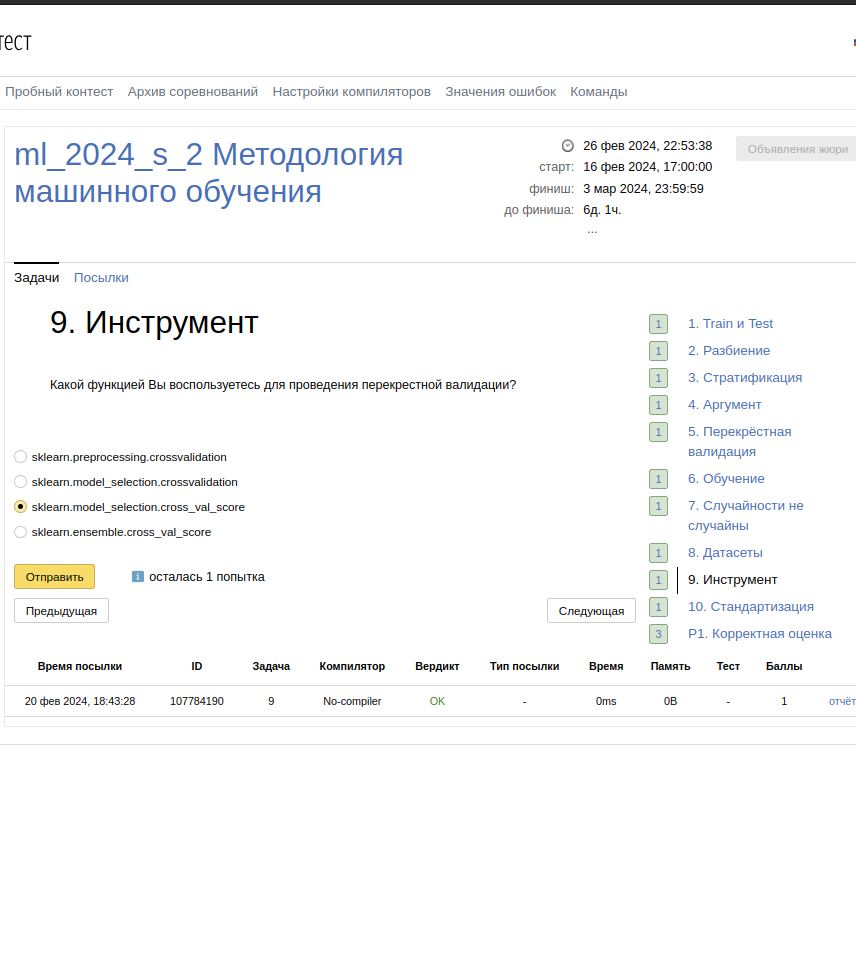 тест
Пробный контест Архив соревнований Настройки компиляторов Значения ошибок Команды
ml_2024_s_2 Методология
машинного обучения
26 фев 2024, 22:53:38
старт: 16 фев 2024, 17:00:00
финиш: 3 мар 2024, 23:59:59
до финиша: 6д. 1ч.
...
Объявления жюри
Задачи Посылки
9. Инструмент
Какой функцией Вы воспользуетесь для проведения перекрестной валидации?
sklearn.preprocessing.crossvalidation
sklearn.model_selection.crossvalidation
sklearn.model_selection.cross_val_score
sklearn.ensemble.cross_val_score
Отправить осталась 1 попытка
Предыдущая Следующая
1 1. Train и Test
1 2. Разбиение
1 3. Стратификация
1 4. Аргумент
1 5. Перекрёстная
валидация
1 6. Обучение
1 7. Случайности не
случайны
1 8. Датасеты
1 9. Инструмент
1 10. Стандартизация
3 P1. Корректная оценка
Время посылки ID Задача Компилятор Вердикт Тип посылки Время Память Тест Баллы
20 фев 2024, 18:43:28 107784190 9 No-compiler OK - 0ms 0B - 1 отчёт